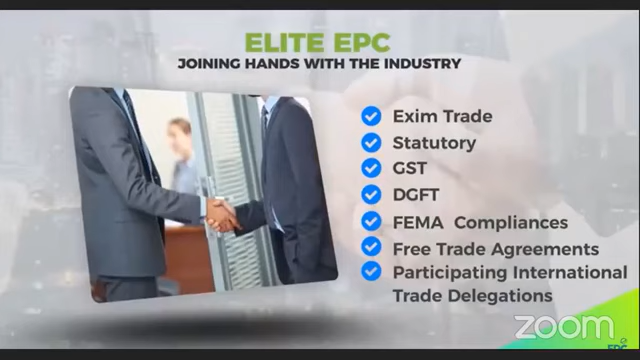 ELITE EPC
JOINING HANDS WITH THE INDUSTRY
Exim Trade
Statutory
GST
DGFT
FEMA Compliances
Free Trade Agreements
Participating International
Trade Delegations
zoom